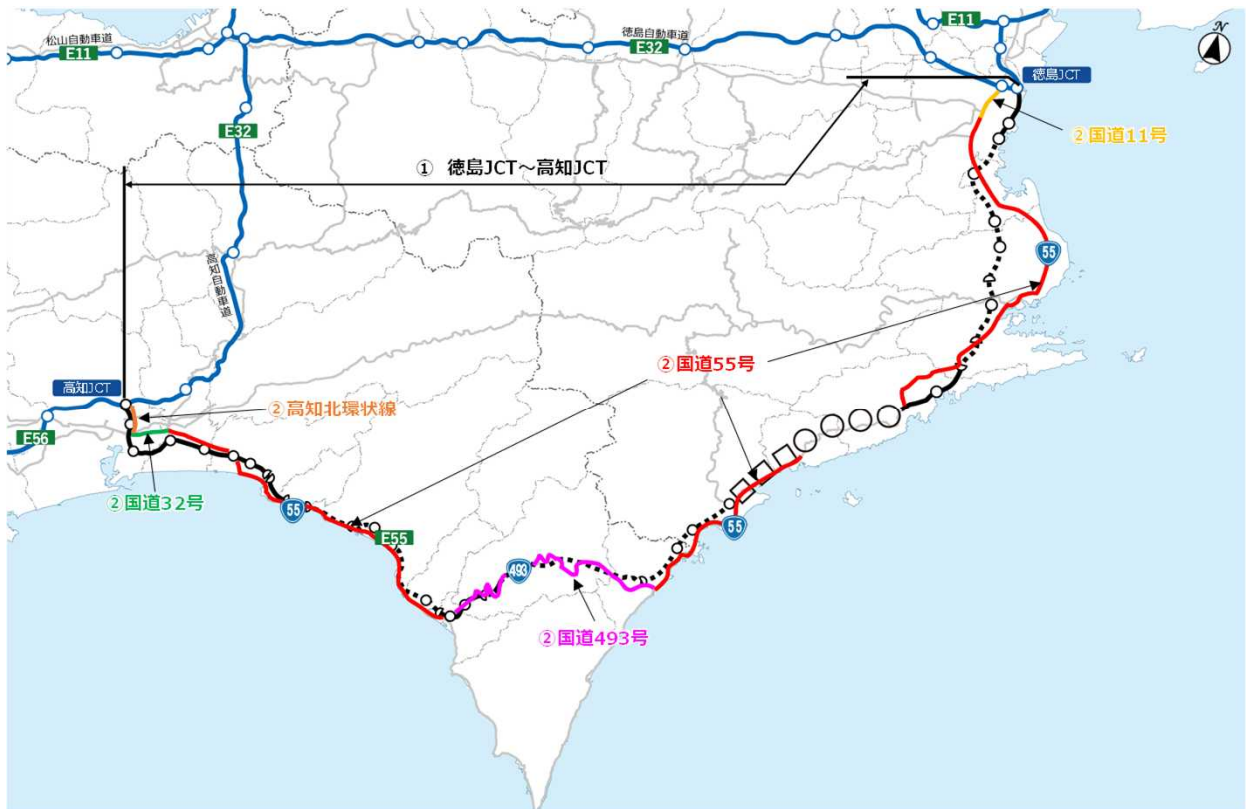 松山自動車道
E11
徳島自動車道
E32
E11
N
徳島JCT
②国道11号
E32
① 徳島JCT～高知JCT
55
高知自動車道
②国道55号
高知JCT
②高知北環状線
E56
②国道32号
55
E55
55
493
②国道493号